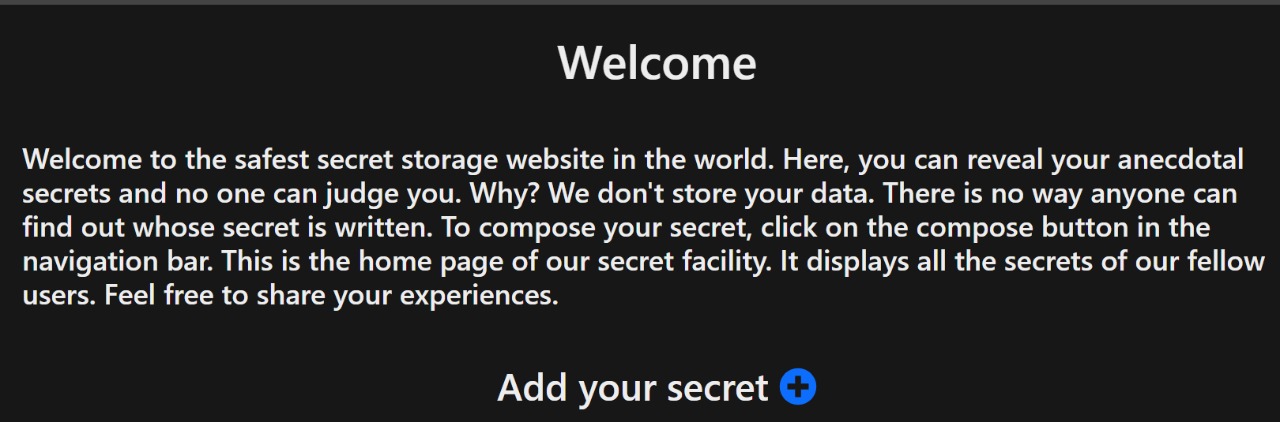 Welcome
Welcome to the safest secret storage website in the world. Here, you can reveal your anecdotal
secrets and no one can judge you. Why? We don't store your data. There is no way anyone can
find out whose secret is written. To compose your secret, click on the compose button in the
navigation bar. This is the home page of our secret facility. It displays all the secrets of our fellow
users. Feel free to share your experiences.
Add your secret